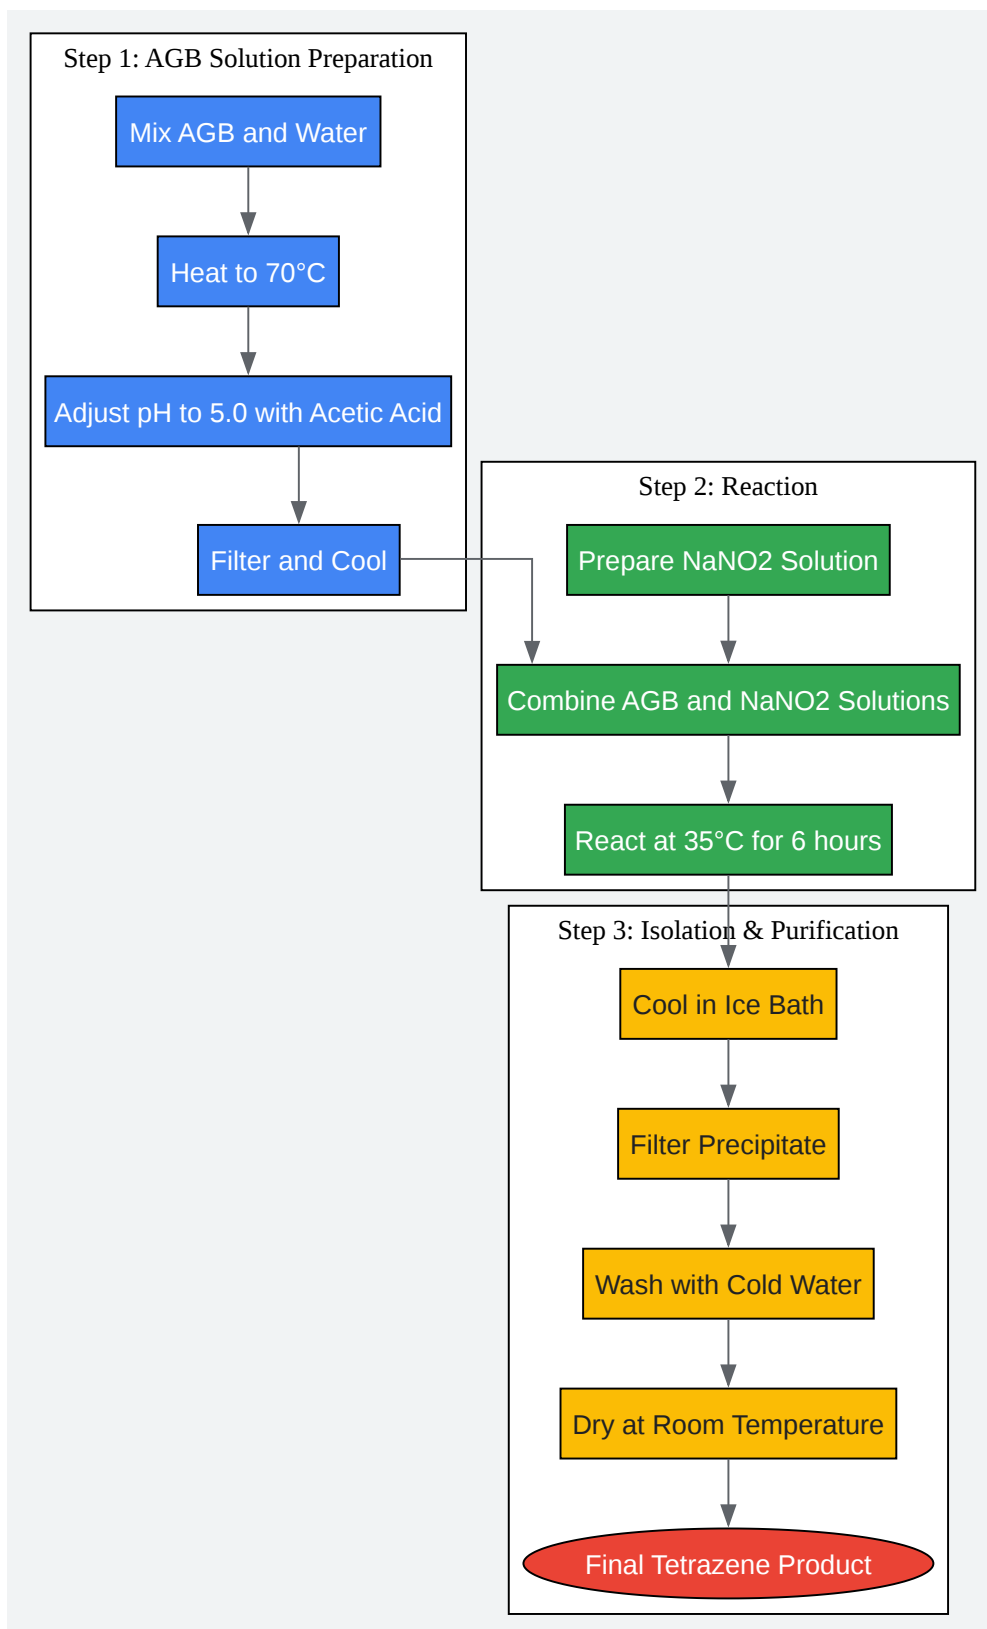 Step 1: AGB Solution Preparation
Mix AGB and Water
Heat to 70°C
Adjust pH to 5.0 with Acetic Acid
Filter and Cool
Step 2: Reaction
Prepare NaNO2 Solution
Combine AGB and NaNO2 Solutions
React at 35°C for 6 hours
Step 3: Isolation & Purification
Cool in Ice Bath
Filter Precipitate
Wash with Cold Water
Dry at Room Temperature
Final Tetrazene Product